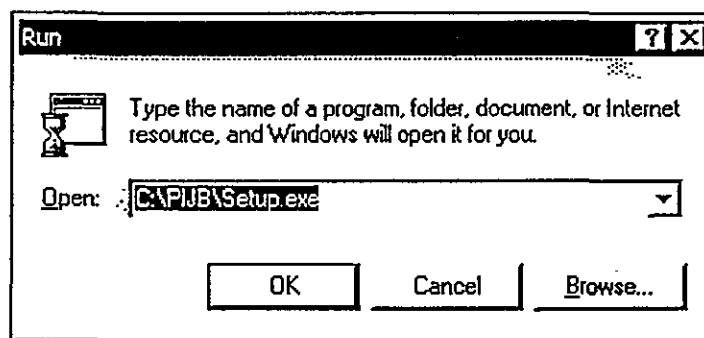 Run
Type the name of a program, folder, document, or Internet
resource, and Windows will open it for you.
Open: C:\PIJB\Setup.exe
OK Cancel Browse...